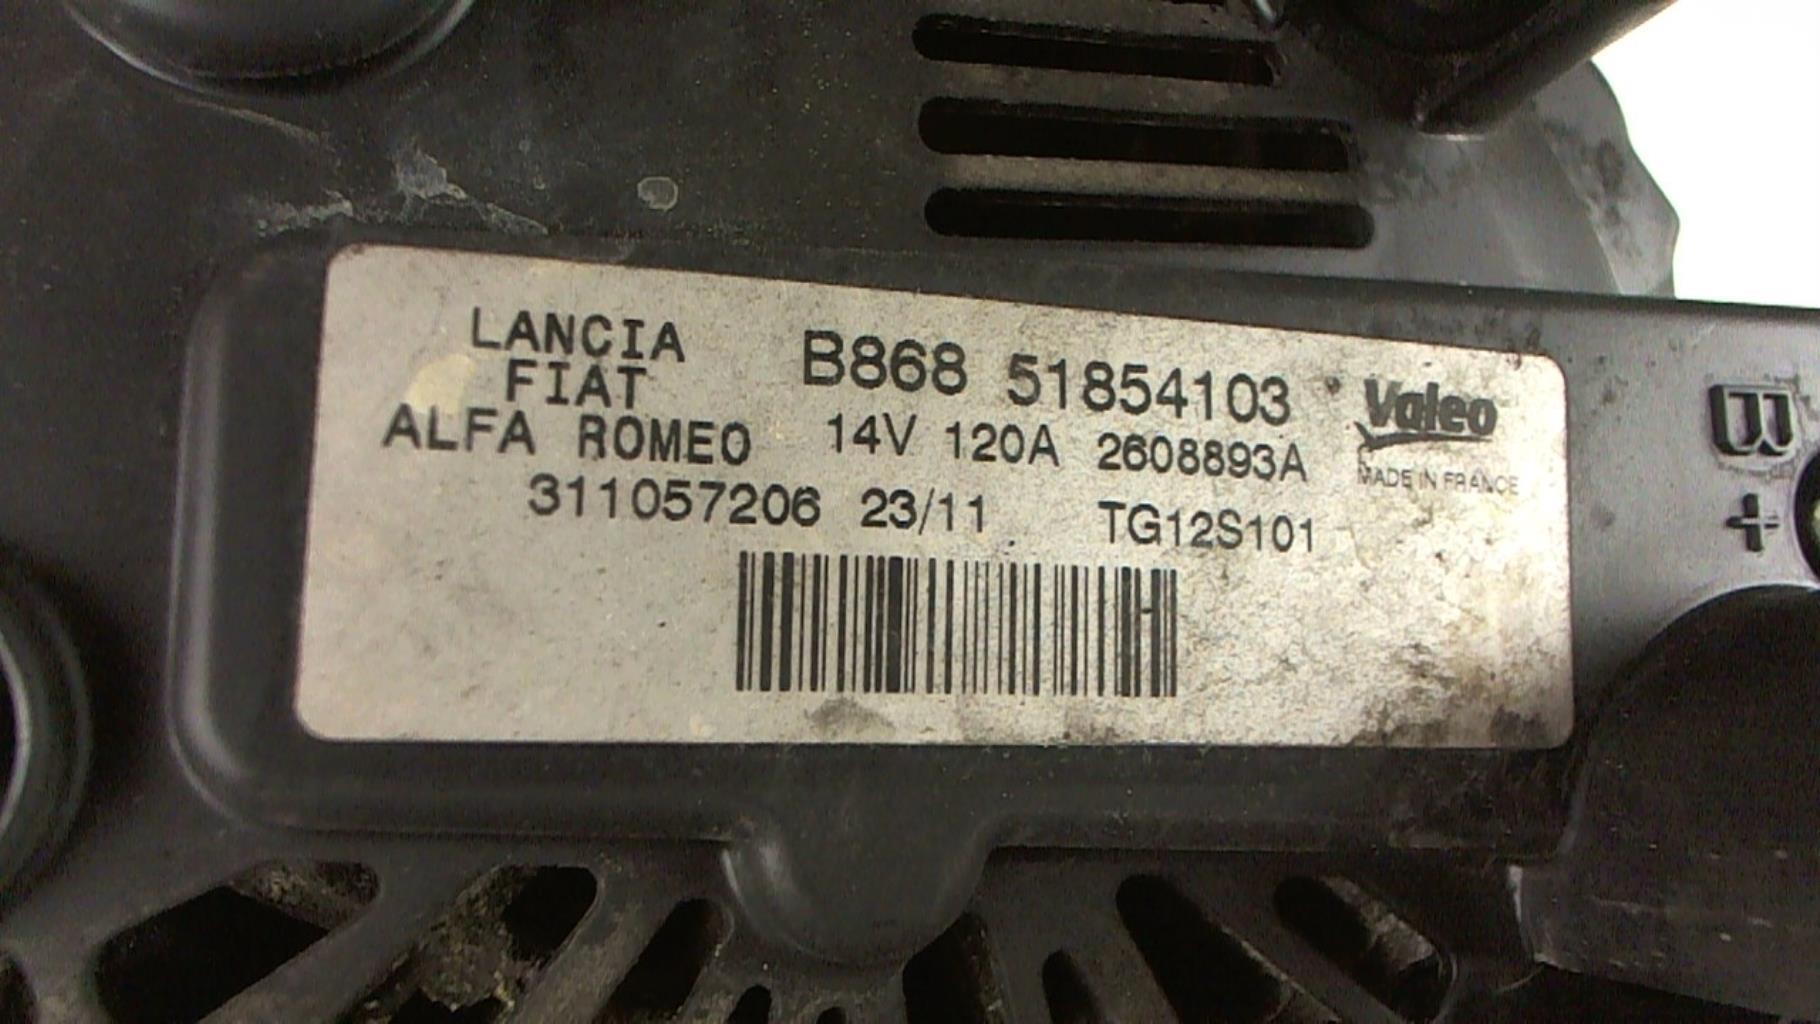 LANCIA
FIAT
ALFA ROMEO
B868 51854103
14V 120A 2608893A
311057206 23/11 TG12S101
Valeo
MADE IN FRANCE
B
+